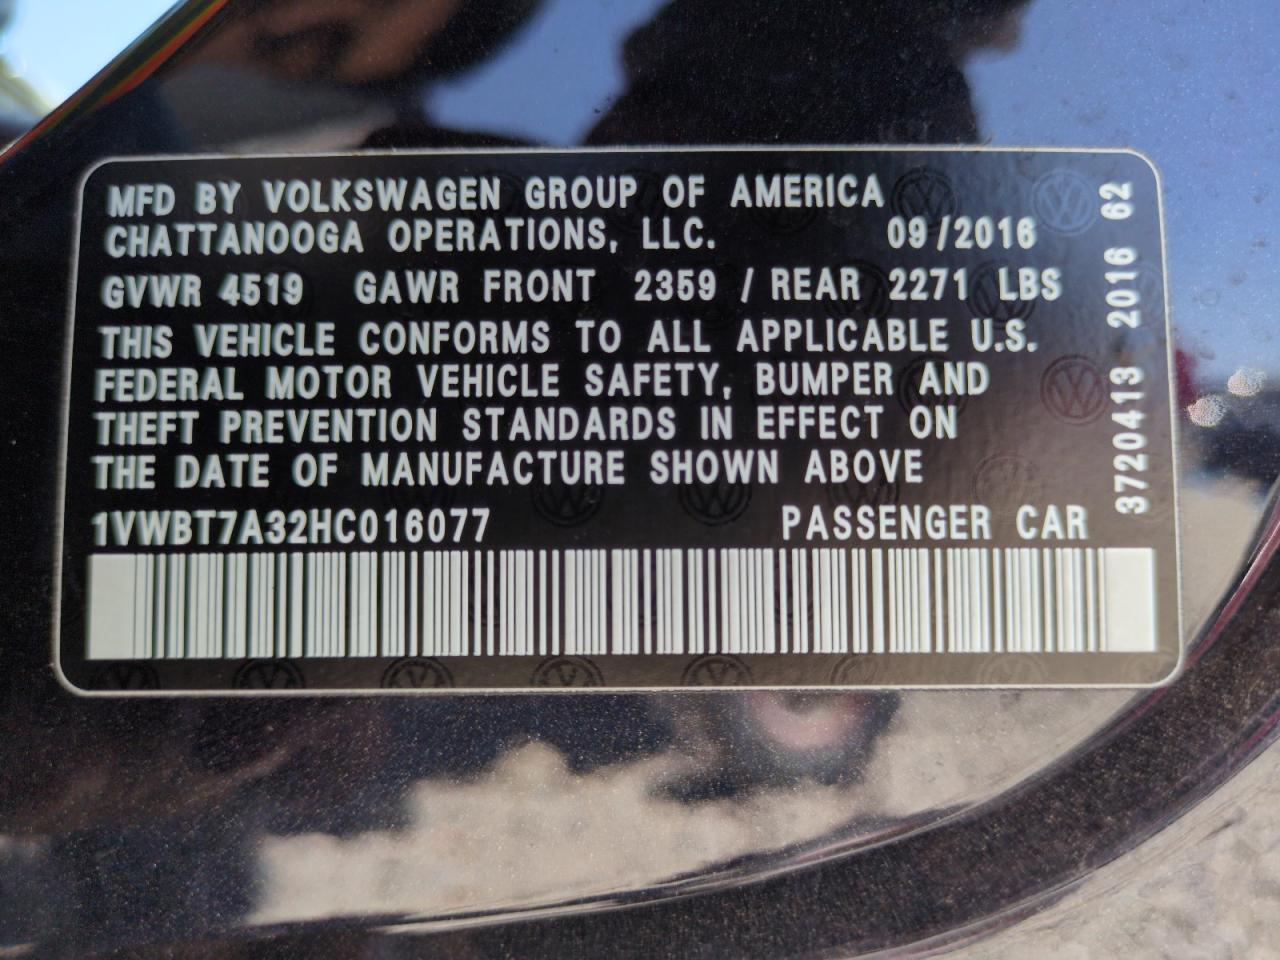 MFD BY VOLKSWAGEN GROUP OF AMERICA
CHATTANOOGA OPERATIONS, LLC. 09/2016
GVWR 4519 GAWR FRONT 2359 / REAR 2271 LBS
THIS VEHICLE CONFORMS TO ALL APPLICABLE U.S.
FEDERAL MOTOR VEHICLE SAFETY, BUMPER AND
THEFT PREVENTION STANDARDS IN EFFECT ON
THE DATE OF MANUFACTURE SHOWN ABOVE
1VWBT7A32HC016077 PASSENGER CAR
3720413 2016 62